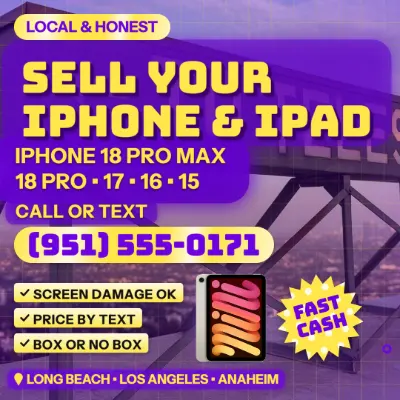 LOCAL & HONEST
SELL YOUR
IPHONE & IPAD
IPHONE 18 PRO MAX
18 PRO ▪ 17 ▪ 16 ▪ 15
CALL OR TEXT
(951) 555-0171
✓ SCREEN DAMAGE OK
✓ PRICE BY TEXT
✓ BOX OR NO BOX
FAST
CASH
LONG BEACH ▪ LOS ANGELES ▪ ANAHEIM